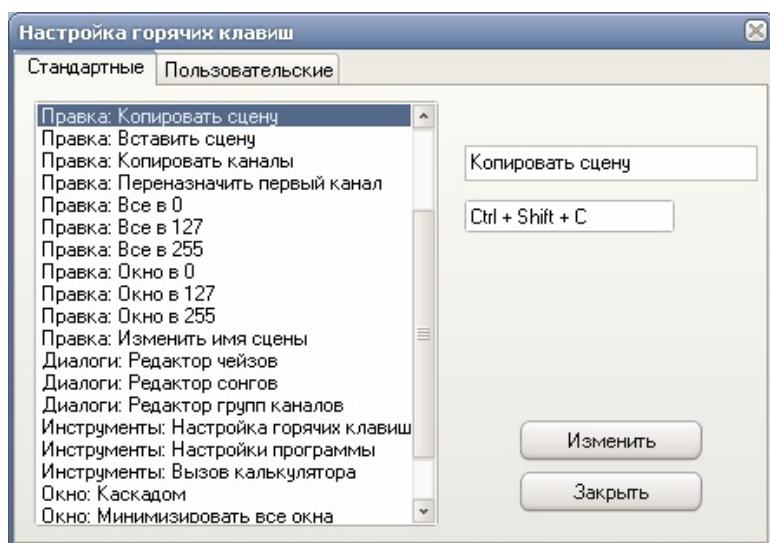 Настройка горячих клавиш
Стандартные
Пользовательские
Правка: Копировать сцену
Правка: Вставить сцену
Правка: Копировать каналы
Правка: Переназначить первый канал
Правка: Все в 0
Правка: Все в 127
Правка: Все в 255
Правка: Окно в 0
Правка: Окно в 127
Правка: Окно в 255
Правка: Изменить имя сцены
Диалоги: Редактор чейзов
Диалоги: Редактор сонгов
Диалоги: Редактор групп каналов
Инструменты: Настройка горячих клавиш
Инструменты: Настройки программы
Инструменты: Вызов калькулятора
Окно: Каскадом
Окно: Минимизировать все окна
Копировать сцену
Ctrl + Shift + C
Изменить
Закрыть